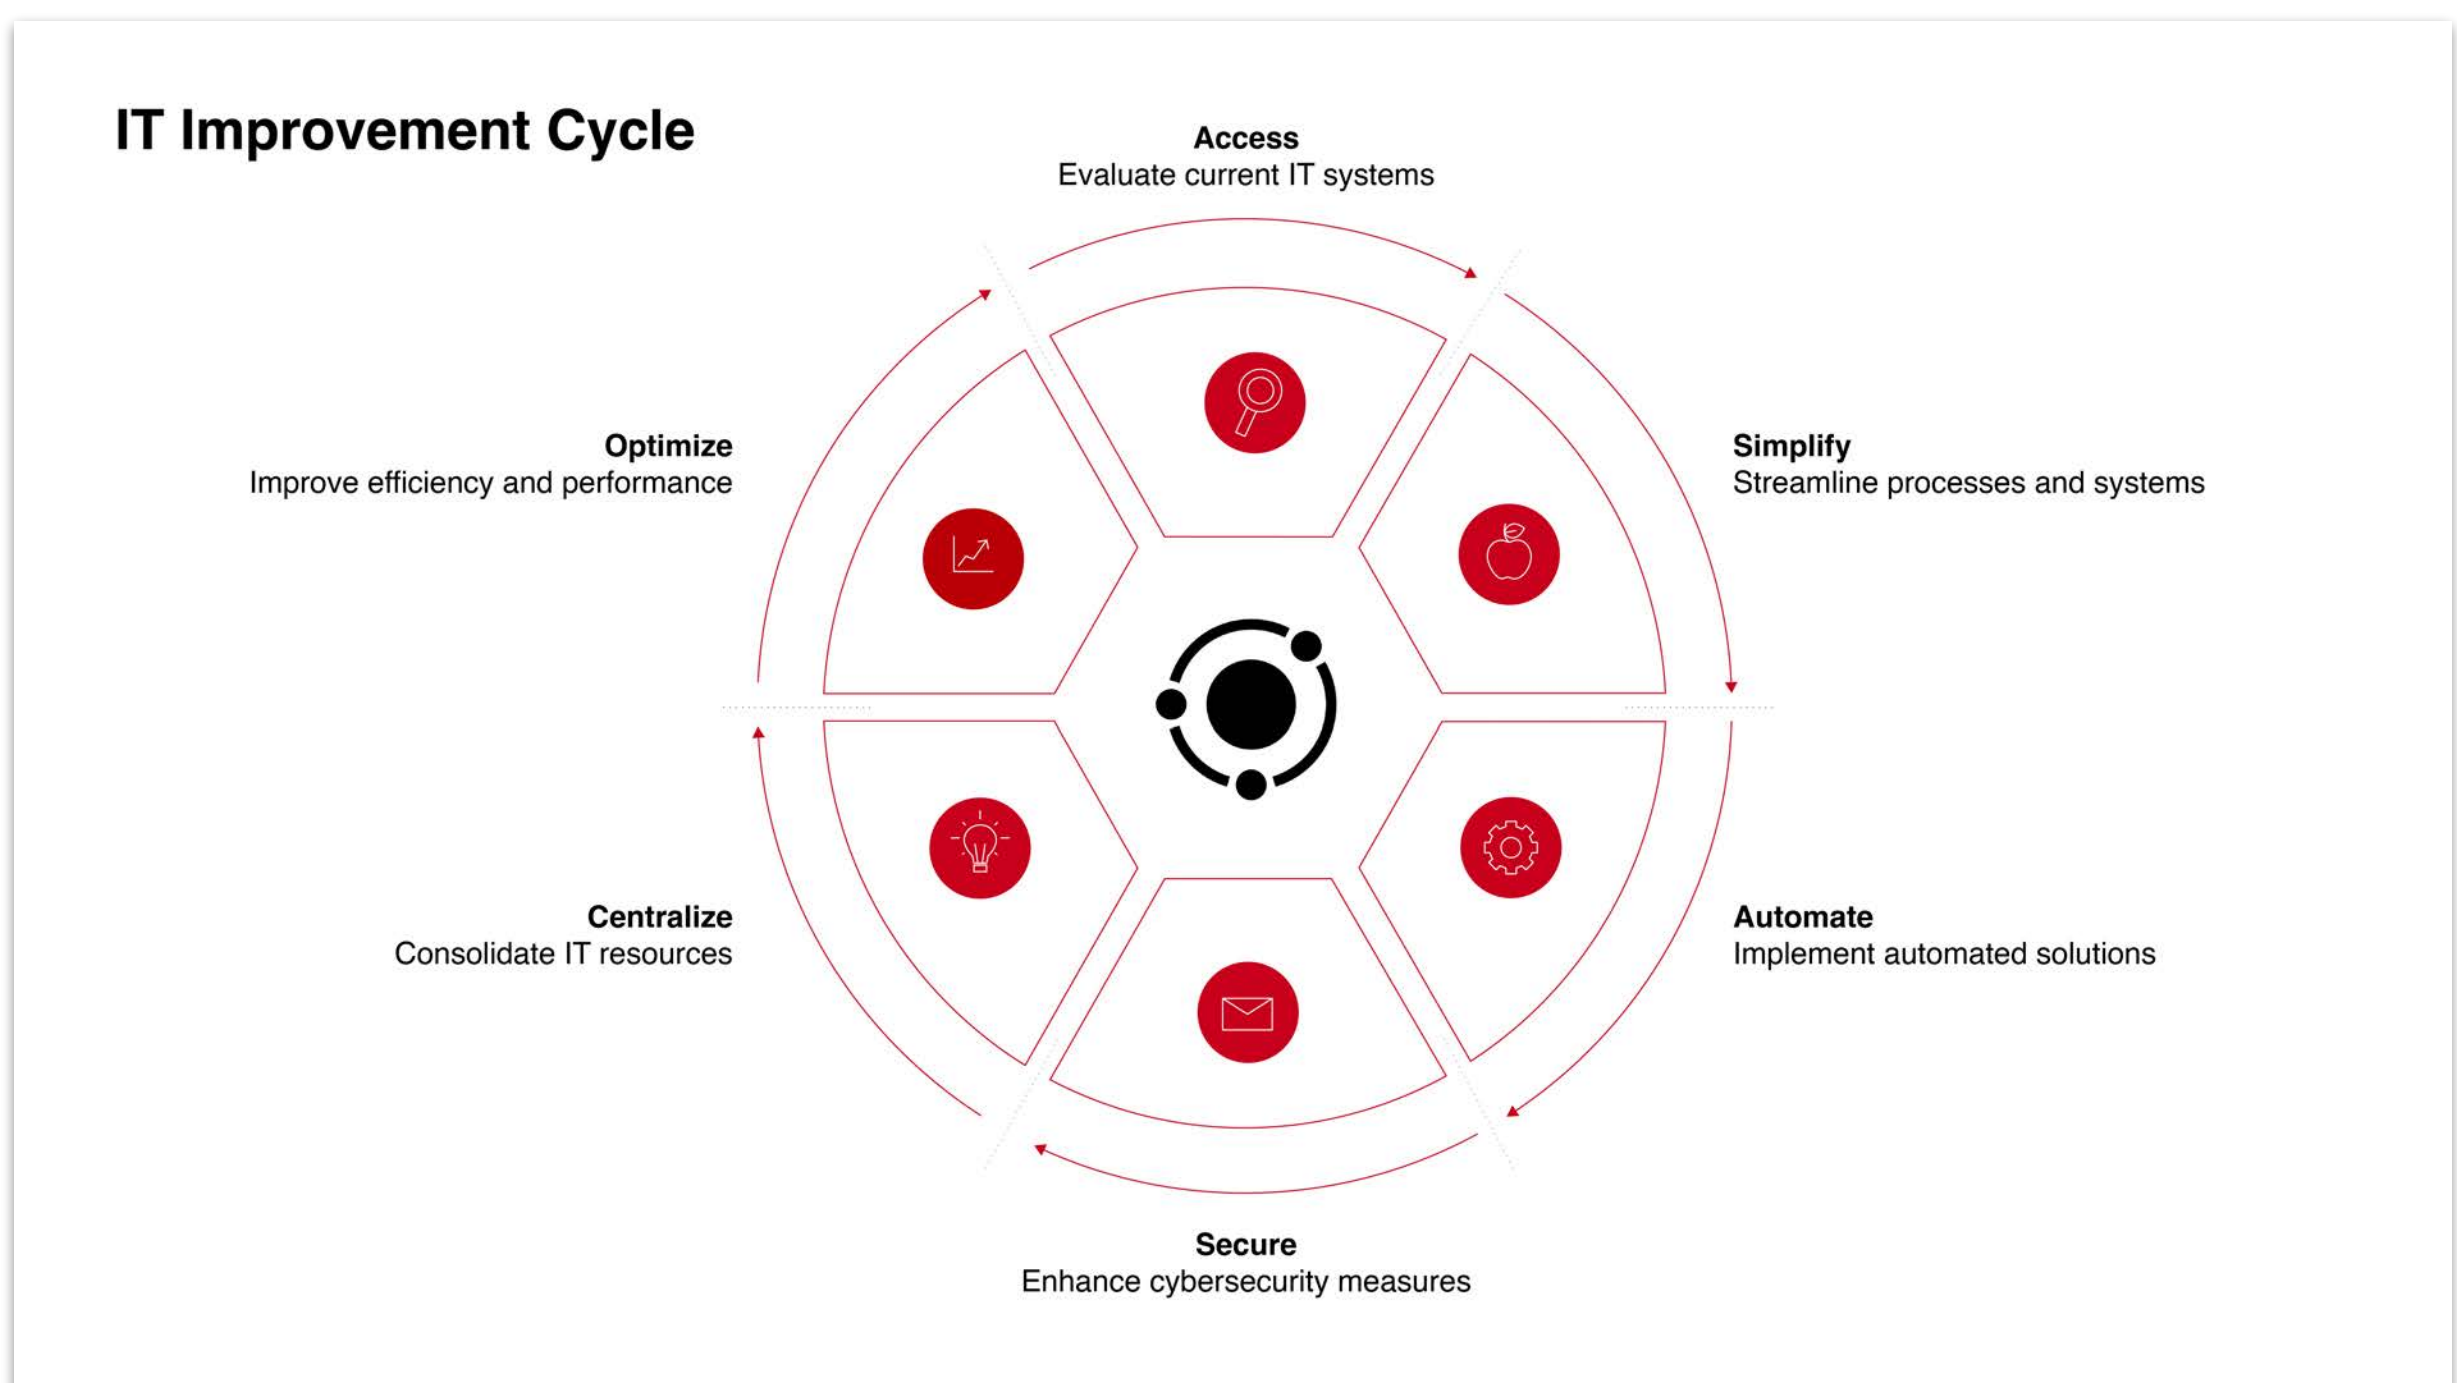 IT Improvement Cycle
Access
Evaluate current IT systems
Optimize
Improve efficiency and performance
Simplify
Streamline processes and systems
Centralize
Consolidate IT resources
Automate
Implement automated solutions
Secure
Enhance cybersecurity measures